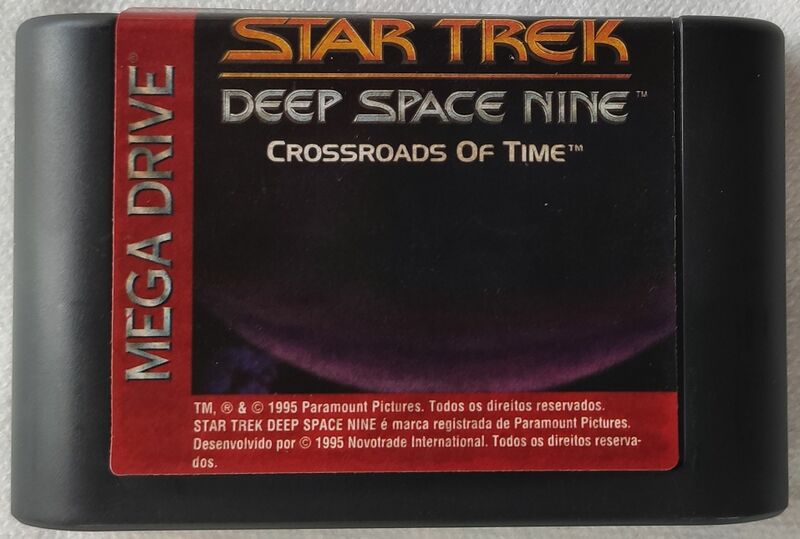 MEGA DRIVE®
STAR TREK
DEEP SPACE NINE™
CROSSROADS OF TIME™
TM, ® & © 1995 Paramount Pictures. Todos os direitos reservados.
STAR TREK DEEP SPACE NINE é marca registrada de Paramount Pictures.
Desenvolvido por © 1995 Novotrade International. Todos os direitos reserva-
dos.